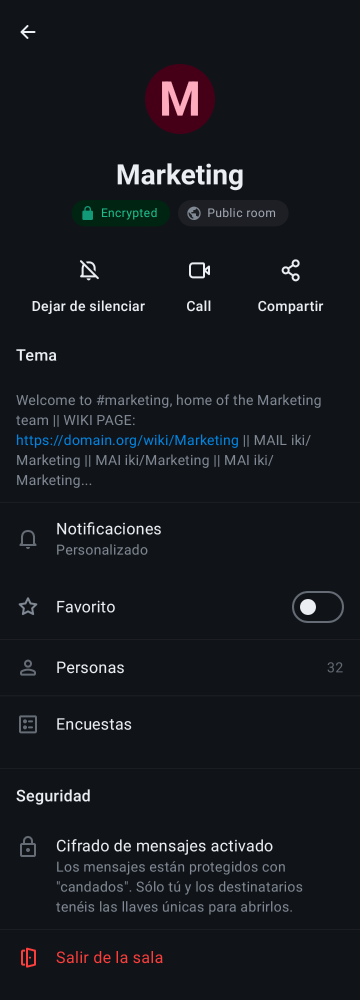 M
Marketing
Encrypted
Public room
Dejar de silenciar
Call
Compartir
Tema
Welcome to #marketing, home of the Marketing
team || WIKI PAGE:
https://domain.org/wiki/Marketing || MAIL iki/
Marketing || MAI iki/Marketing || MAI iki/
Marketing...
Notificaciones
Personalizado
Favorito
Personas 32
Encuestas
Seguridad
Cifrado de mensajes activado
Los mensajes están protegidos con
"candados". Sólo tú y los destinatarios
tenéis las llaves únicas para abrirlos.
Salir de la sala